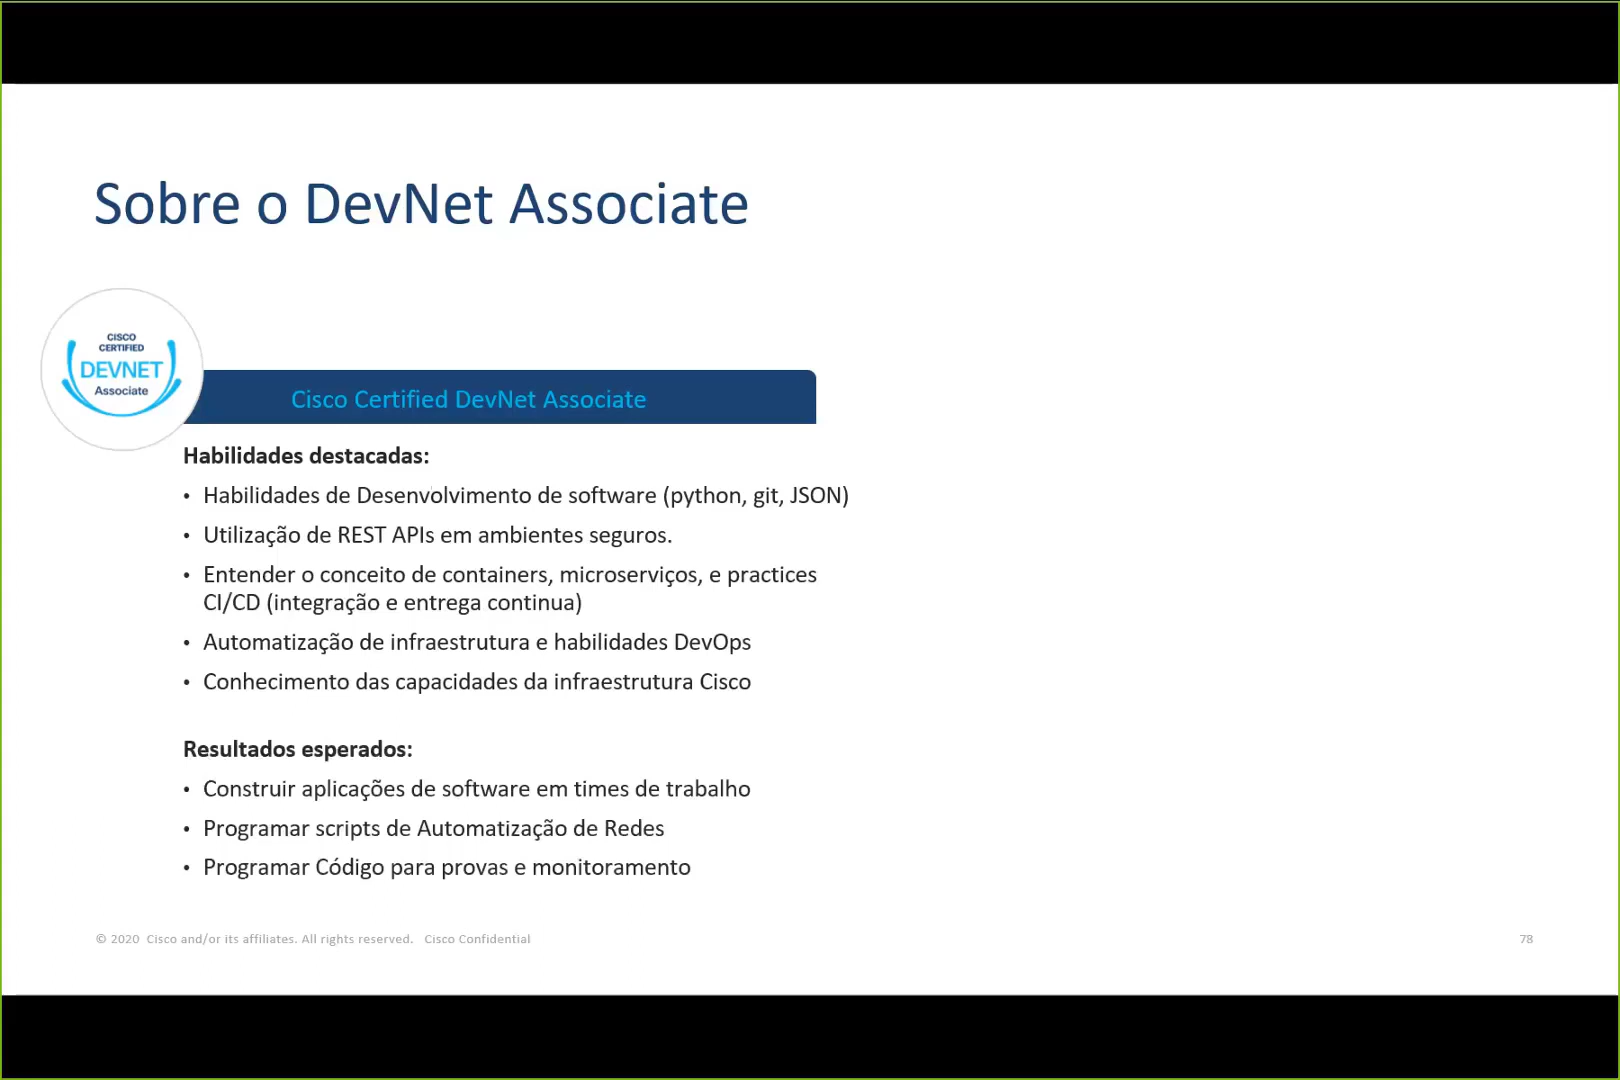 Sobre o DevNet Associate
CISCO
CERTIFIED
DEVNET
Associate
Cisco Certified DevNet Associate
Habilidades destacadas:
• Habilidades de Desenvolvimento de software (python, git, JSON)
• Utilização de REST APIs em ambientes seguros.
• Entender o conceito de containers, microserviços, e practices
CI/CD (integração e entrega continua)
• Automatização de infraestrutura e habilidades DevOps
• Conhecimento das capacidades da infraestrutura Cisco
Resultados esperados:
• Construir aplicações de software em times de trabalho
• Programar scripts de Automatização de Redes
• Programar Código para provas e monitoramento
© 2020 Cisco and/or its affiliates. All rights reserved. Cisco Confidential
78